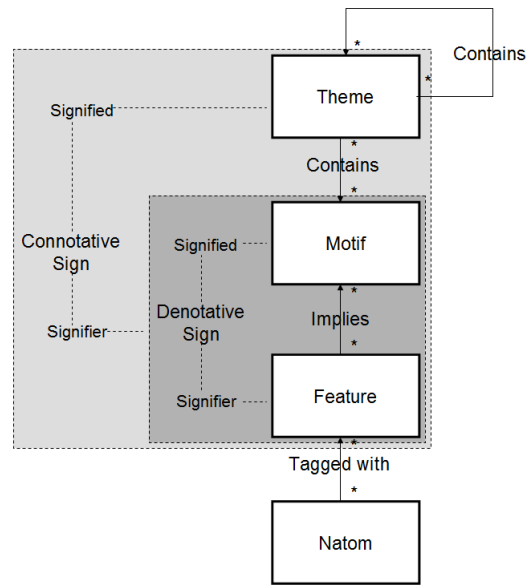 *
Contains
*
Theme
Signified
*
Contains
*
Signified
Motif
Connotative
Sign
*
Denotative
Sign
Implies
*
Signifier
Signifier
Feature
*
Tagged with
*
Natom